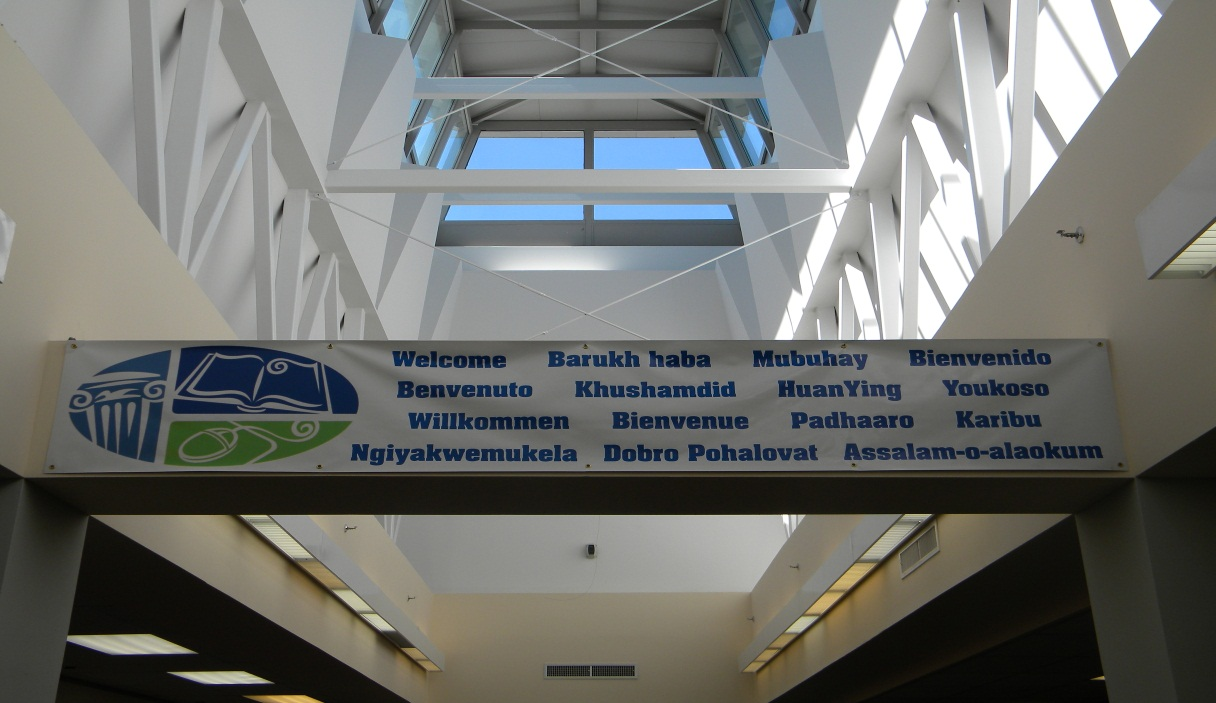 Welcome Barukh haba Mubuhay Bienvenido
Benvenuto Khushamdid HuanYing Youkoso
Willkommen Bienvenue Padhaaro Karibu
Ngiyakwemukela Dobro Pohalovat Assalam-o-alaokum